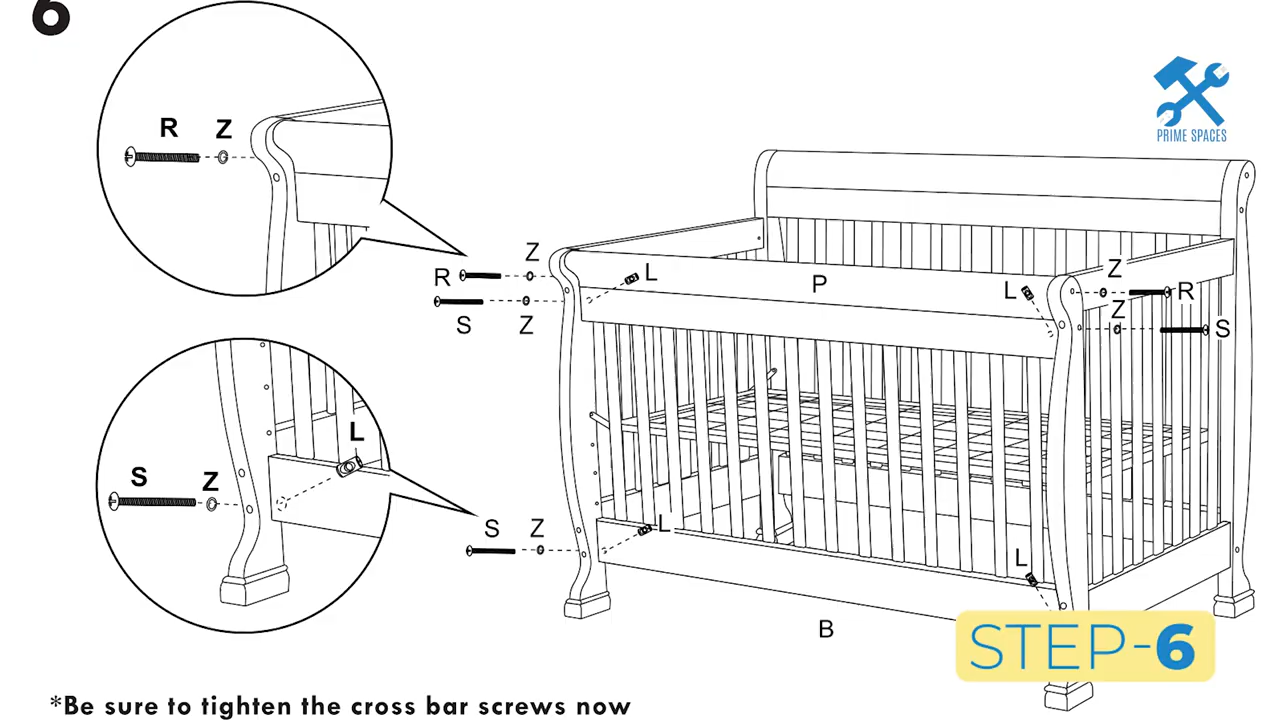 6
R Z
PRIME SPACES
Z
R
L
P
L
Z
R
S Z
Z
S
L
S Z
S Z
L
L
B
STEP-6
*Be sure to tighten the cross bar screws now